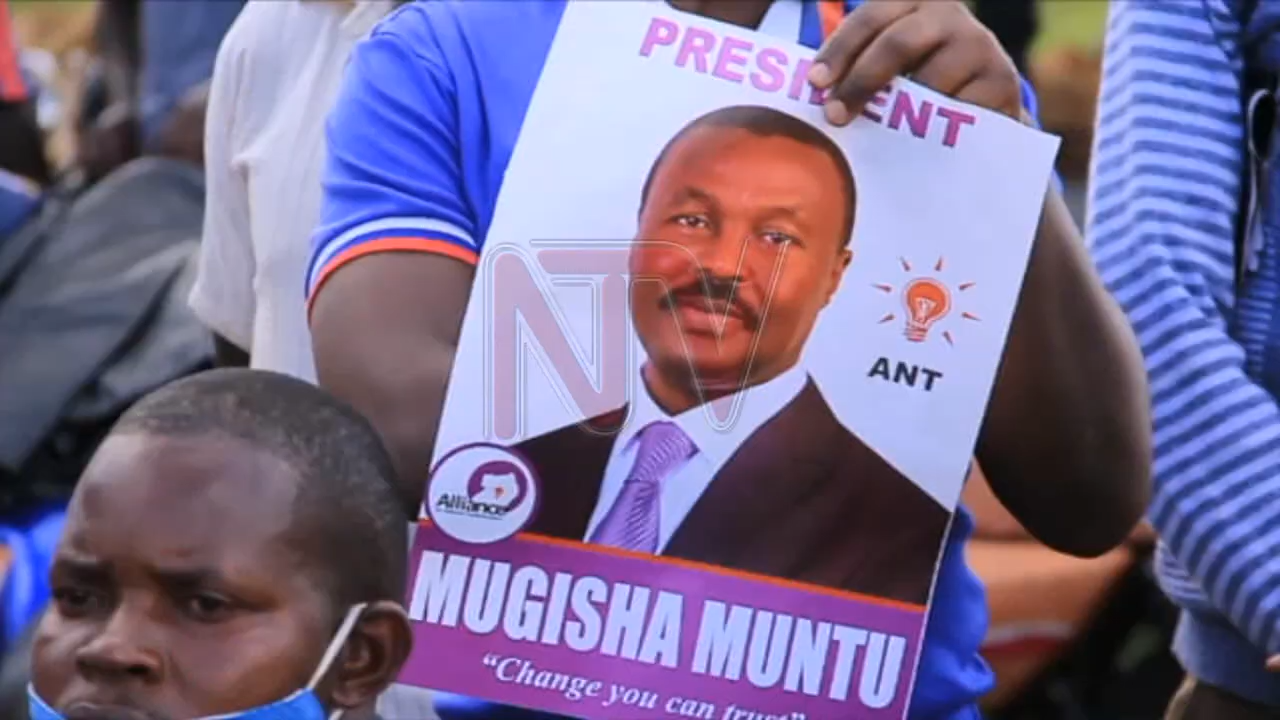 PRESIDENT
NTV
ANT
Alliance
MUGISHA MUNTU
"Change you can trust"